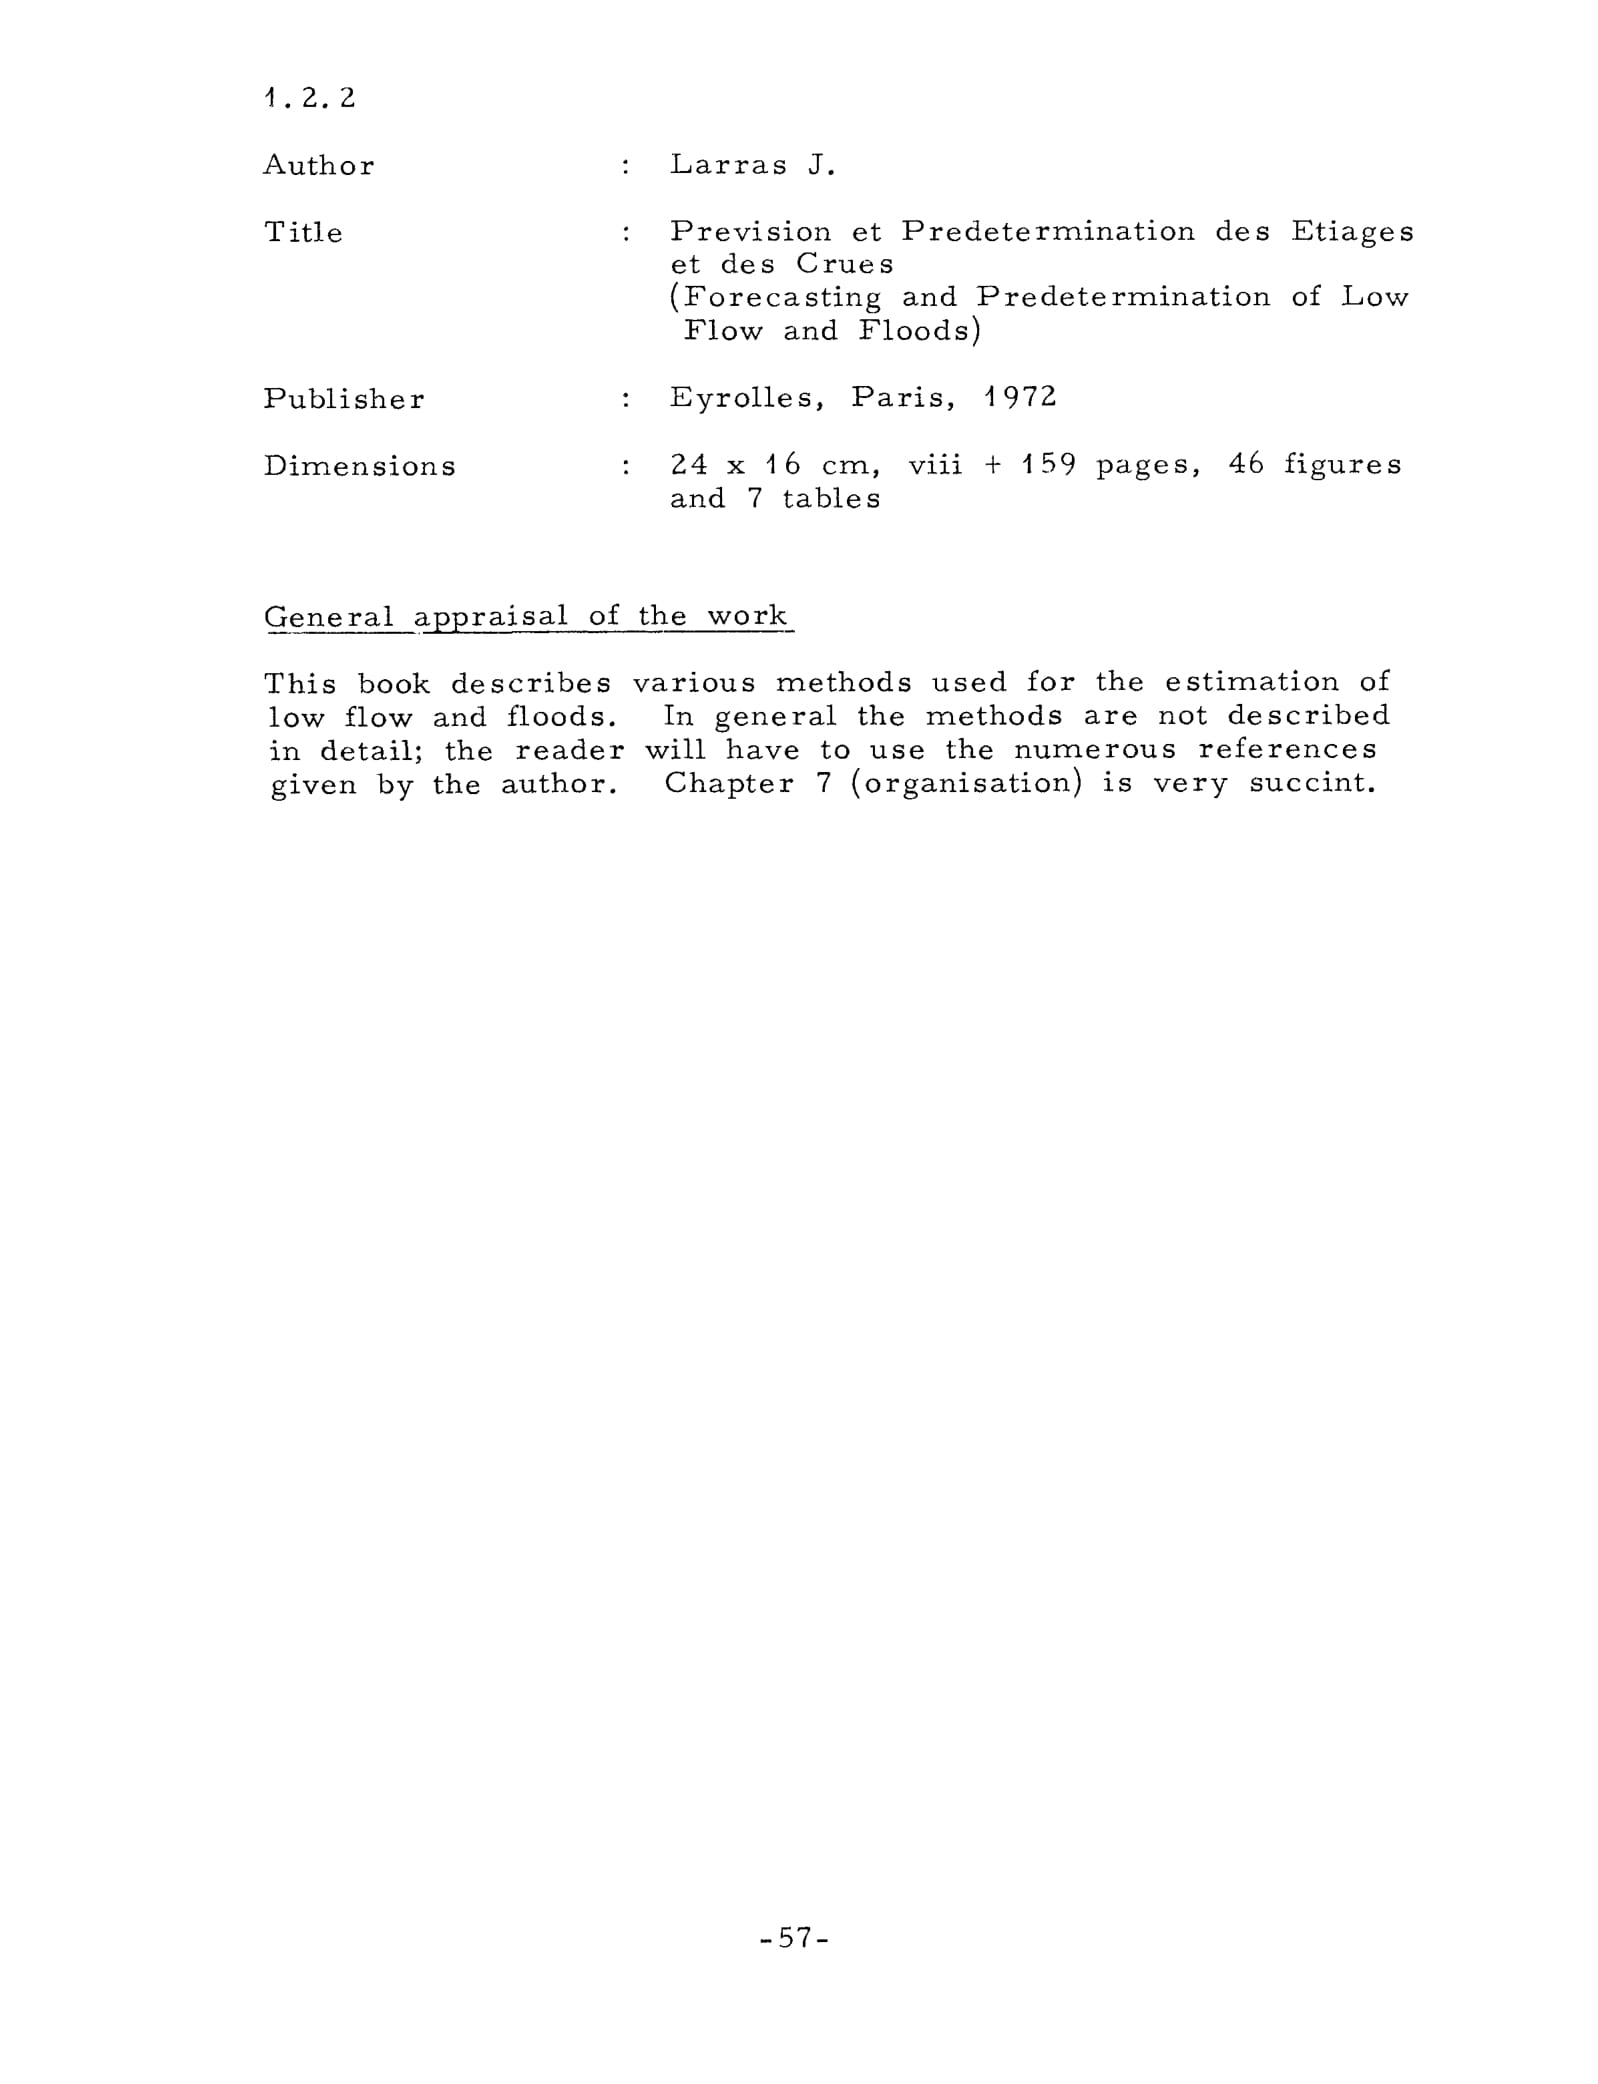 1.2.2
Author : Larras J.
Title : Prevision et Predetermination des Etiages
et des Crues
(Forecasting and Predetermination of Low
Flow and Floods)
Publisher : Eyrolles, Paris, 1972
Dimensions : 24 x 16 cm, viii + 159 pages, 46 figures
and 7 tables
General appraisal of the work
This book describes various methods used for the estimation of
low flow and floods. In general the methods are not described
in detail; the reader will have to use the numerous references
given by the author. Chapter 7 (organisation) is very succint.
-57-